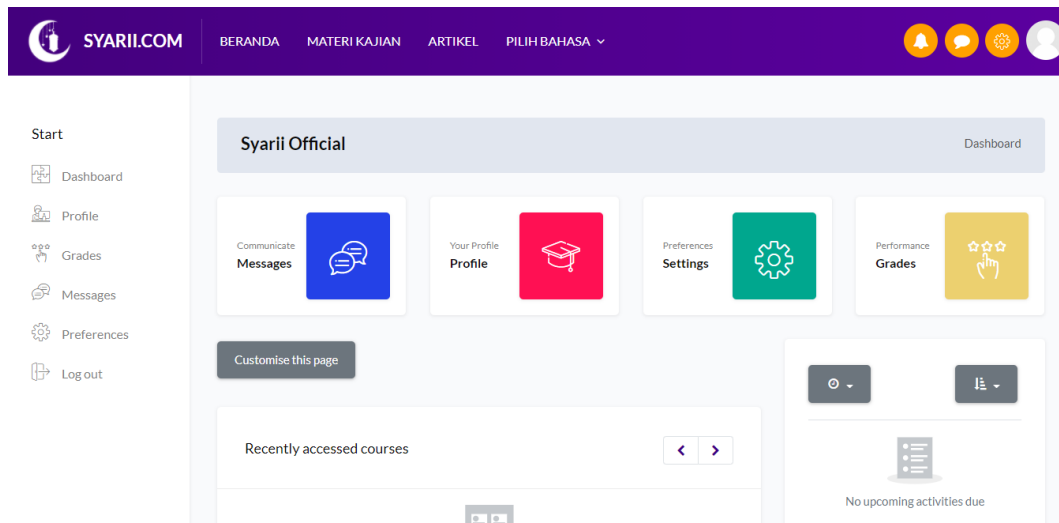 SYARII.COM
BERANDA MATERI KAJIAN ARTIKEL PILIH BAHASA
Start
Dashboard
Profile
Grades
Messages
Preferences
Log out
Syarii Official Dashboard
Communicate
Messages
Your Profile
Profile
Preferences
Settings
Performance
Grades
Customise this page
Recently accessed courses
No upcoming activities due